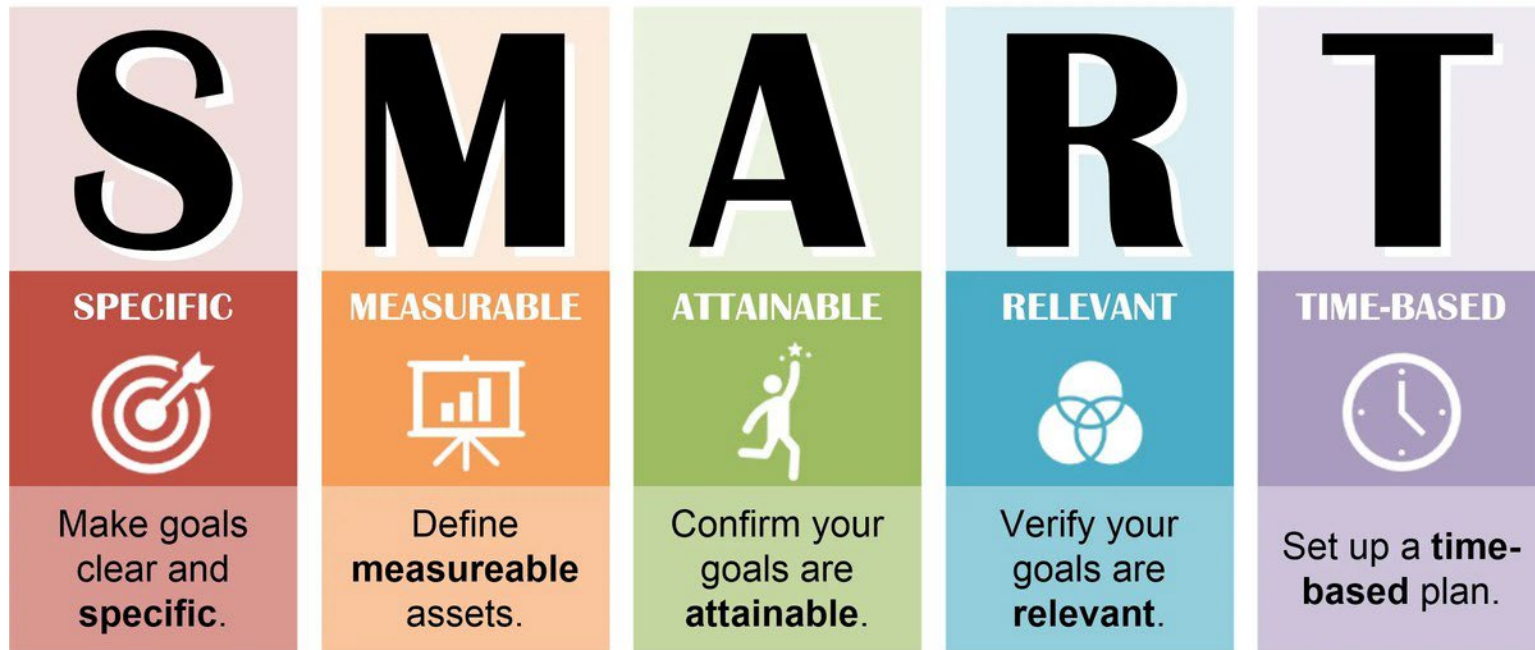 S
SPECIFIC
Make goals
clear and
specific.
M
MEASURABLE
Define
measureable
assets.
A
ATTAINABLE
Confirm your
goals are
attainable.
R
RELEVANT
Verify your
goals are
relevant.
T
TIME-BASED
Set up a time-
based plan.